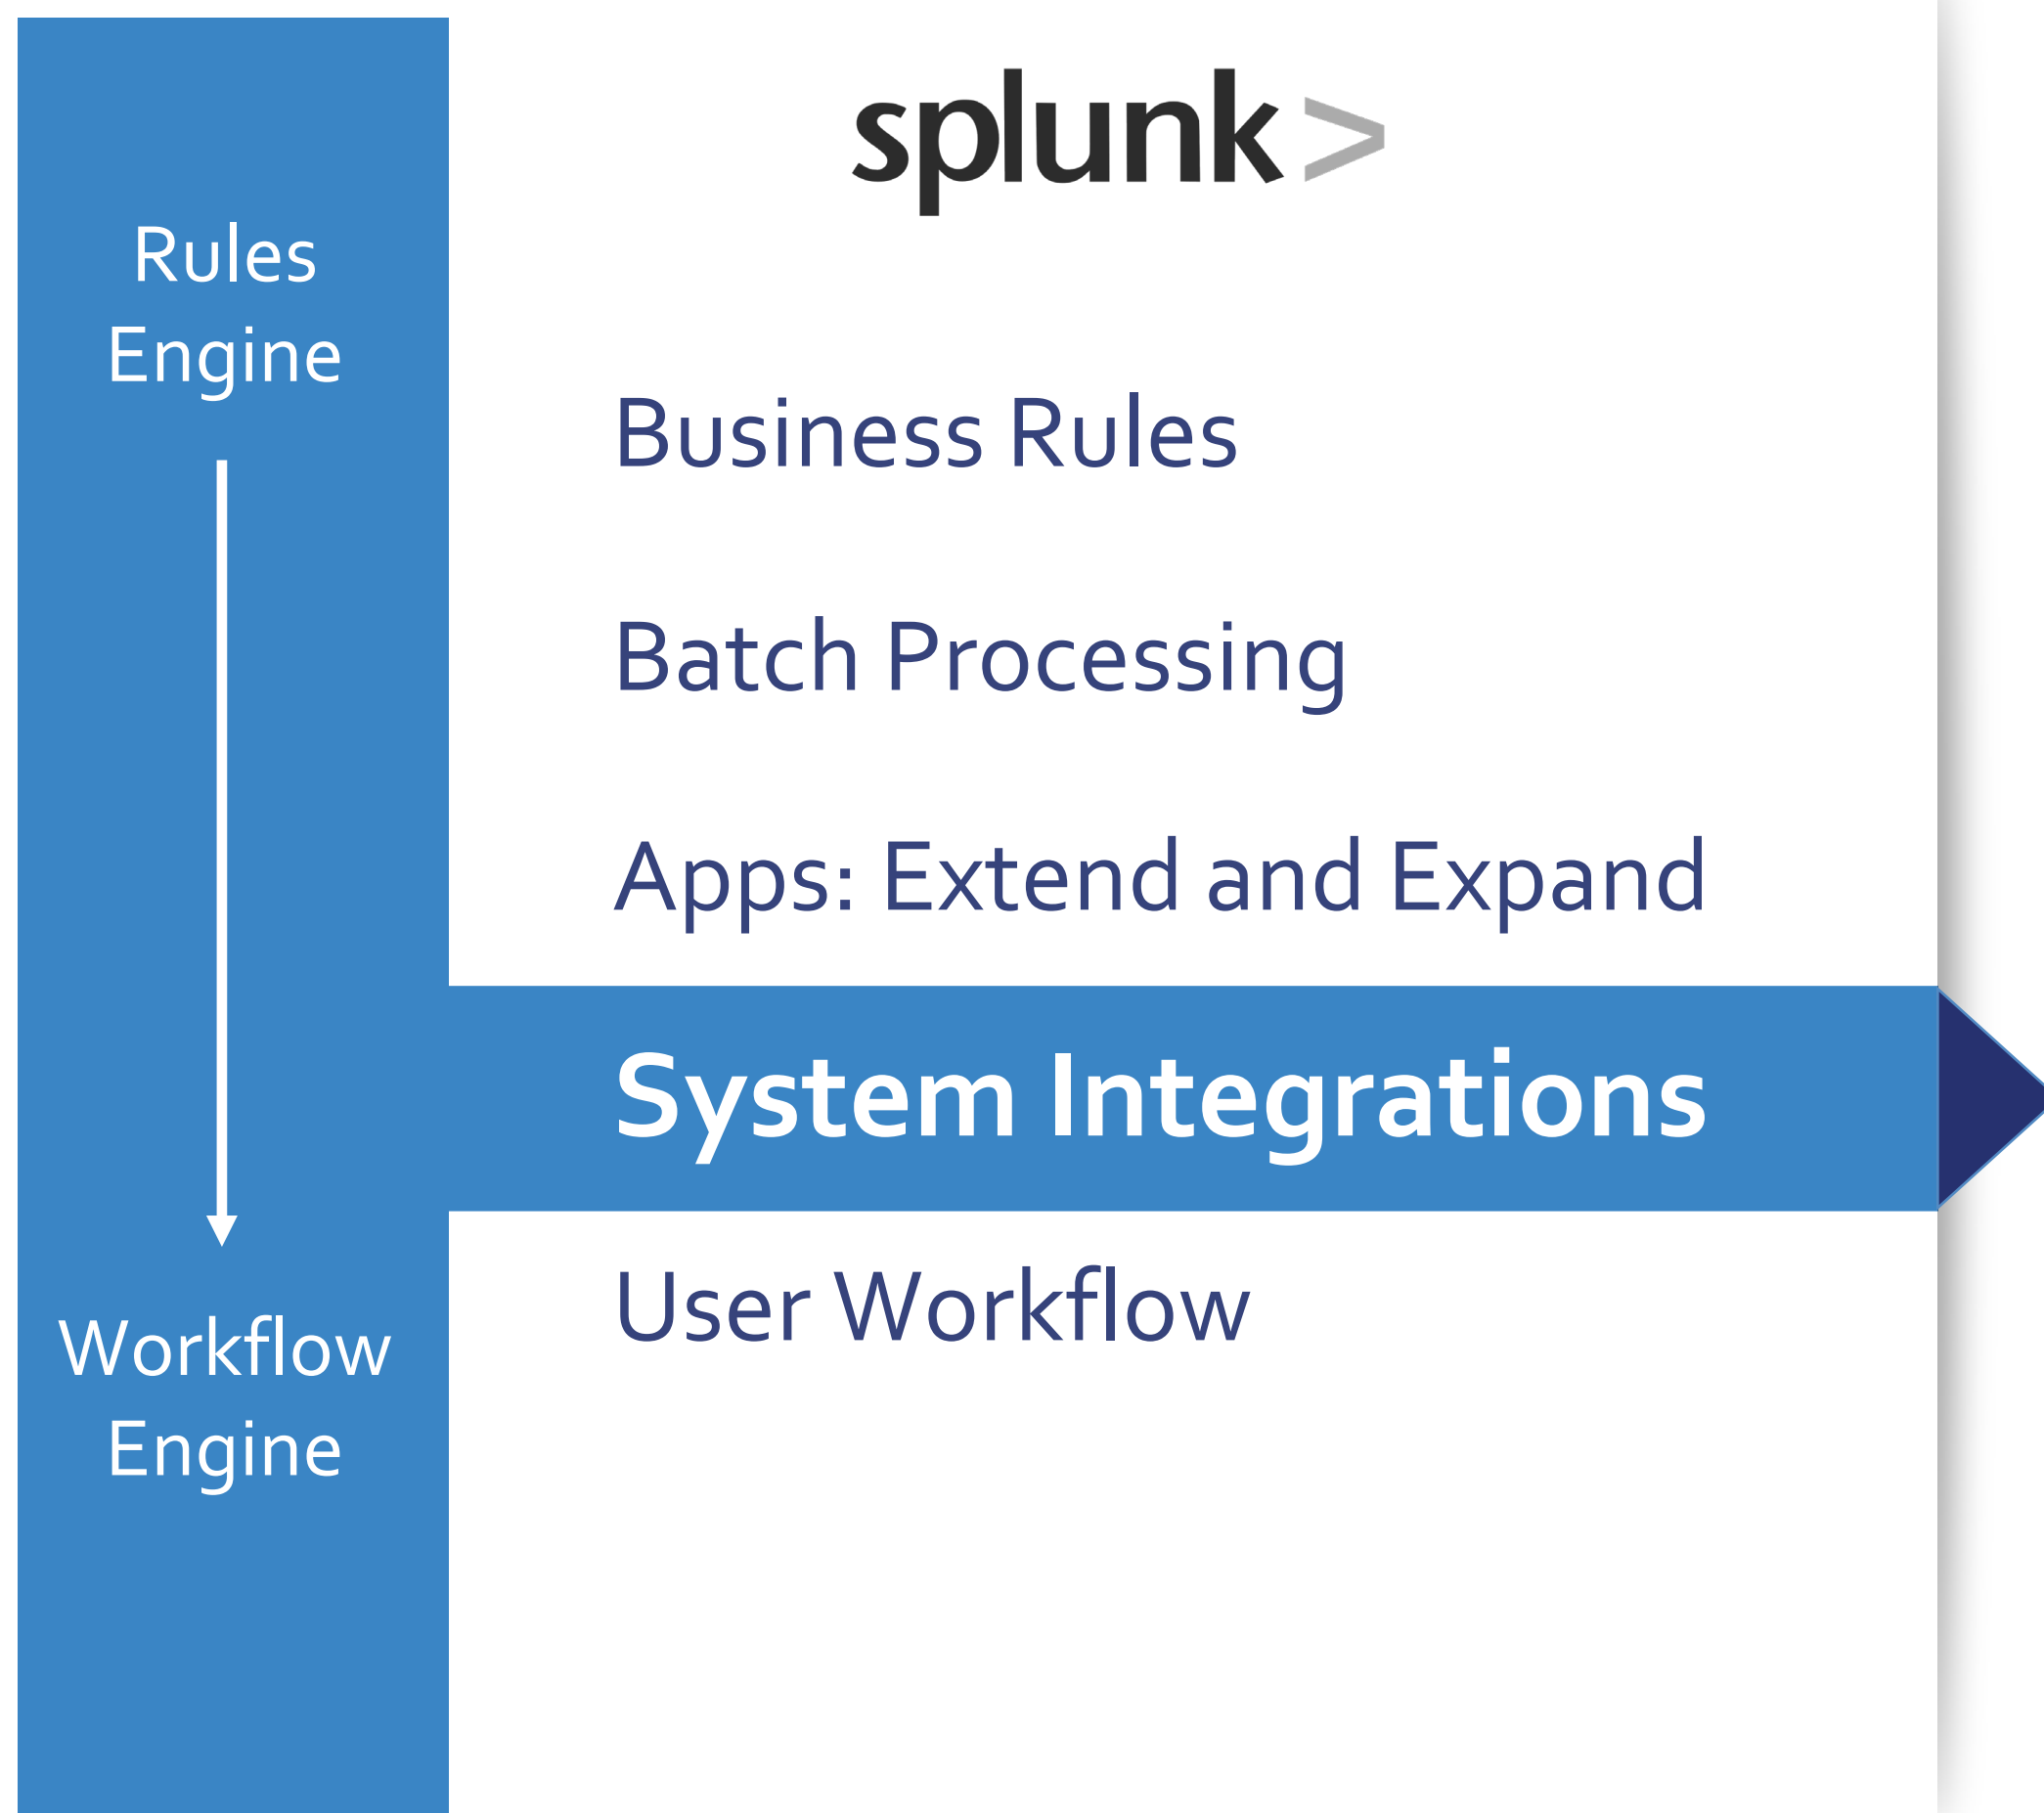 splunk>
Rules
Engine
Business Rules
Batch Processing
Apps: Extend and Expand
System Integrations
User Workflow
Workflow
Engine